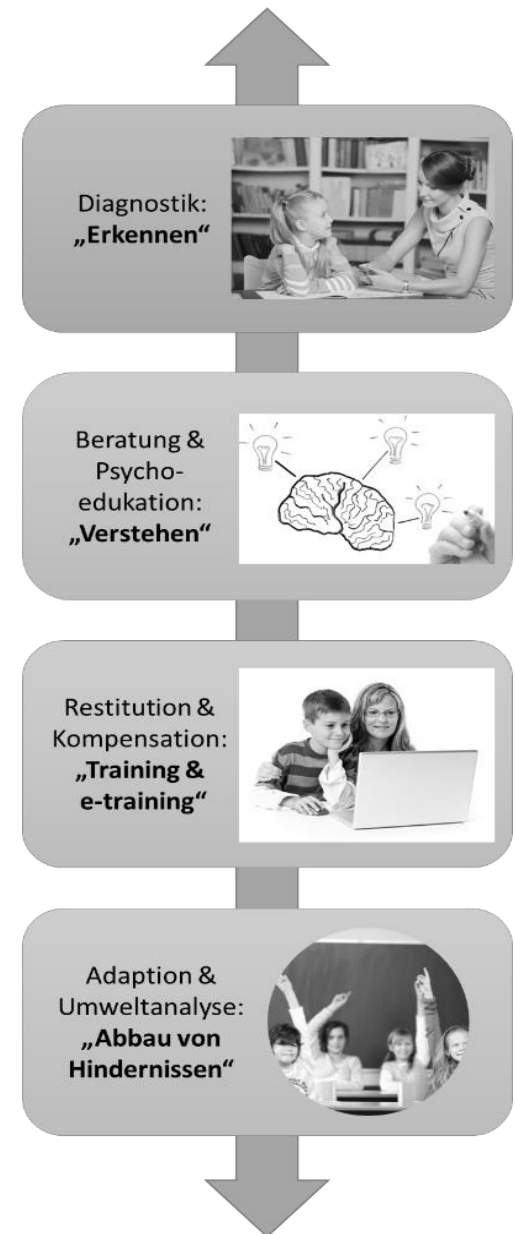 Diagnostik:
„Erkennen“
Beratung &
Psycho-
edukation:
„Verstehen“
Restitution &
Kompensation:
„Training &
e-training“
Adaption &
Umweltanalyse:
„Abbau von
Hindernissen“